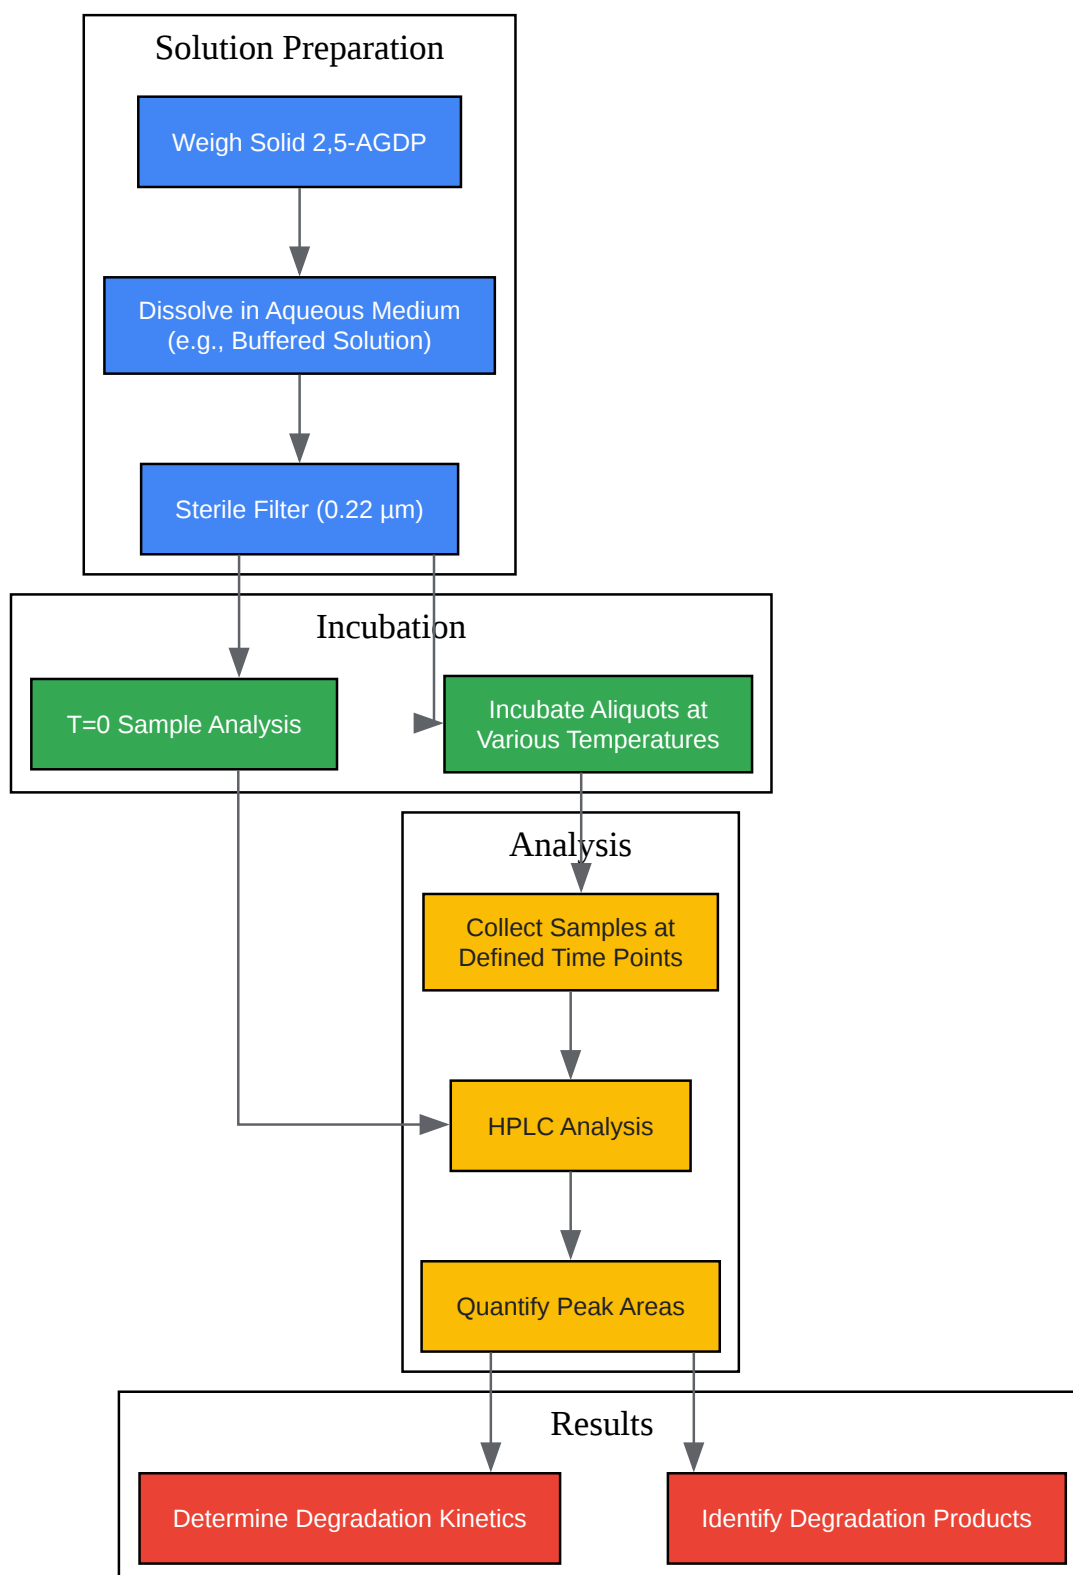 Solution Preparation
Weigh Solid 2,5-AGDP
Dissolve in Aqueous Medium
(e.g., Buffered Solution)
Sterile Filter (0.22 µm)
Incubation
T=0 Sample Analysis
Incubate Aliquots at
Various Temperatures
Analysis
Collect Samples at
Defined Time Points
HPLC Analysis
Quantify Peak Areas
Results
Determine Degradation Kinetics
Identify Degradation Products